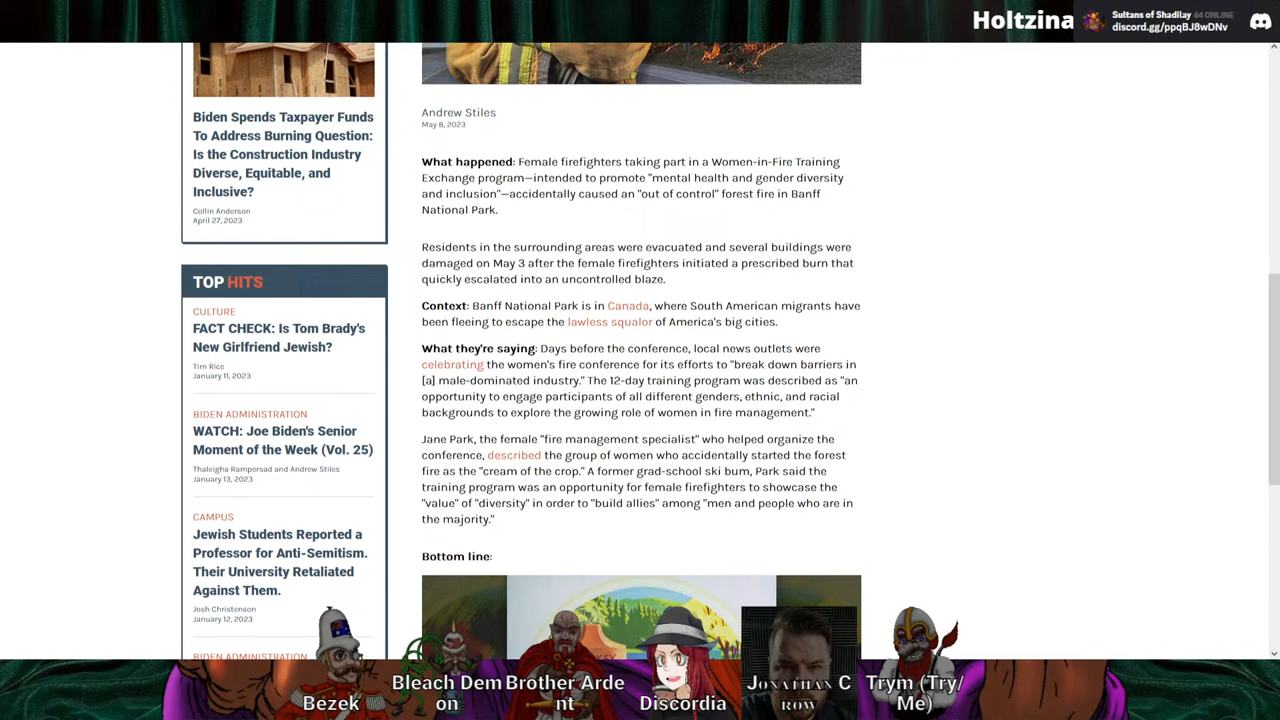 Holtzina
Sultans of Shadilay 64 ONLINE
discord.gg/ppqBJ8wDNv
Biden Spends Taxpayer Funds
To Address Burning Question:
Is the Construction Industry
Diverse, Equitable, and
Inclusive?
Collin Anderson
April 27, 2023
TOP HITS
CULTURE
FACT CHECK: Is Tom Brady's
New Girlfriend Jewish?
Tim Rice
January 11, 2023
BIDEN ADMINISTRATION
WATCH: Joe Biden's Senior
Moment of the Week (Vol. 25)
Thaleigha Rampersad and Andrew Stiles
January 13, 2023
CAMPUS
Jewish Students Reported a
Professor for Anti-Semitism.
Their University Retaliated
Against Them.
Josh Christenson
January 12, 2023
BIDEN ADMINISTRATION
Andrew Stiles
May 8, 2023
What happened: Female firefighters taking part in a Women-in-Fire Training
Exchange program—intended to promote "mental health and gender diversity
and inclusion"—accidentally caused an "out of control" forest fire in Banff
National Park.
Residents in the surrounding areas were evacuated and several buildings were
damaged on May 3 after the female firefighters initiated a prescribed burn that
quickly escalated into an uncontrolled blaze.
Context: Banff National Park is in Canada, where South American migrants have
been fleeing to escape the lawless squalor of America's big cities.
What they're saying: Days before the conference, local news outlets were
celebrating the women's fire conference for its efforts to "break down barriers in
[a] male-dominated industry." The 12-day training program was described as "an
opportunity to engage participants of all different genders, ethnic, and racial
backgrounds to explore the growing role of women in fire management."
Jane Park, the female "fire management specialist" who helped organize the
conference, described the group of women who accidentally started the forest
fire as the "cream of the crop." A former grad-school ski bum, Park said the
training program was an opportunity for female firefighters to showcase the
"value" of "diversity" in order to "build allies" among "men and people who are in
the majority."
Bottom line:
Bezek
Bleach Dem
on
Brother Arde
nt
Discordia
Jonathan C
row
Trym (Try/
Me)